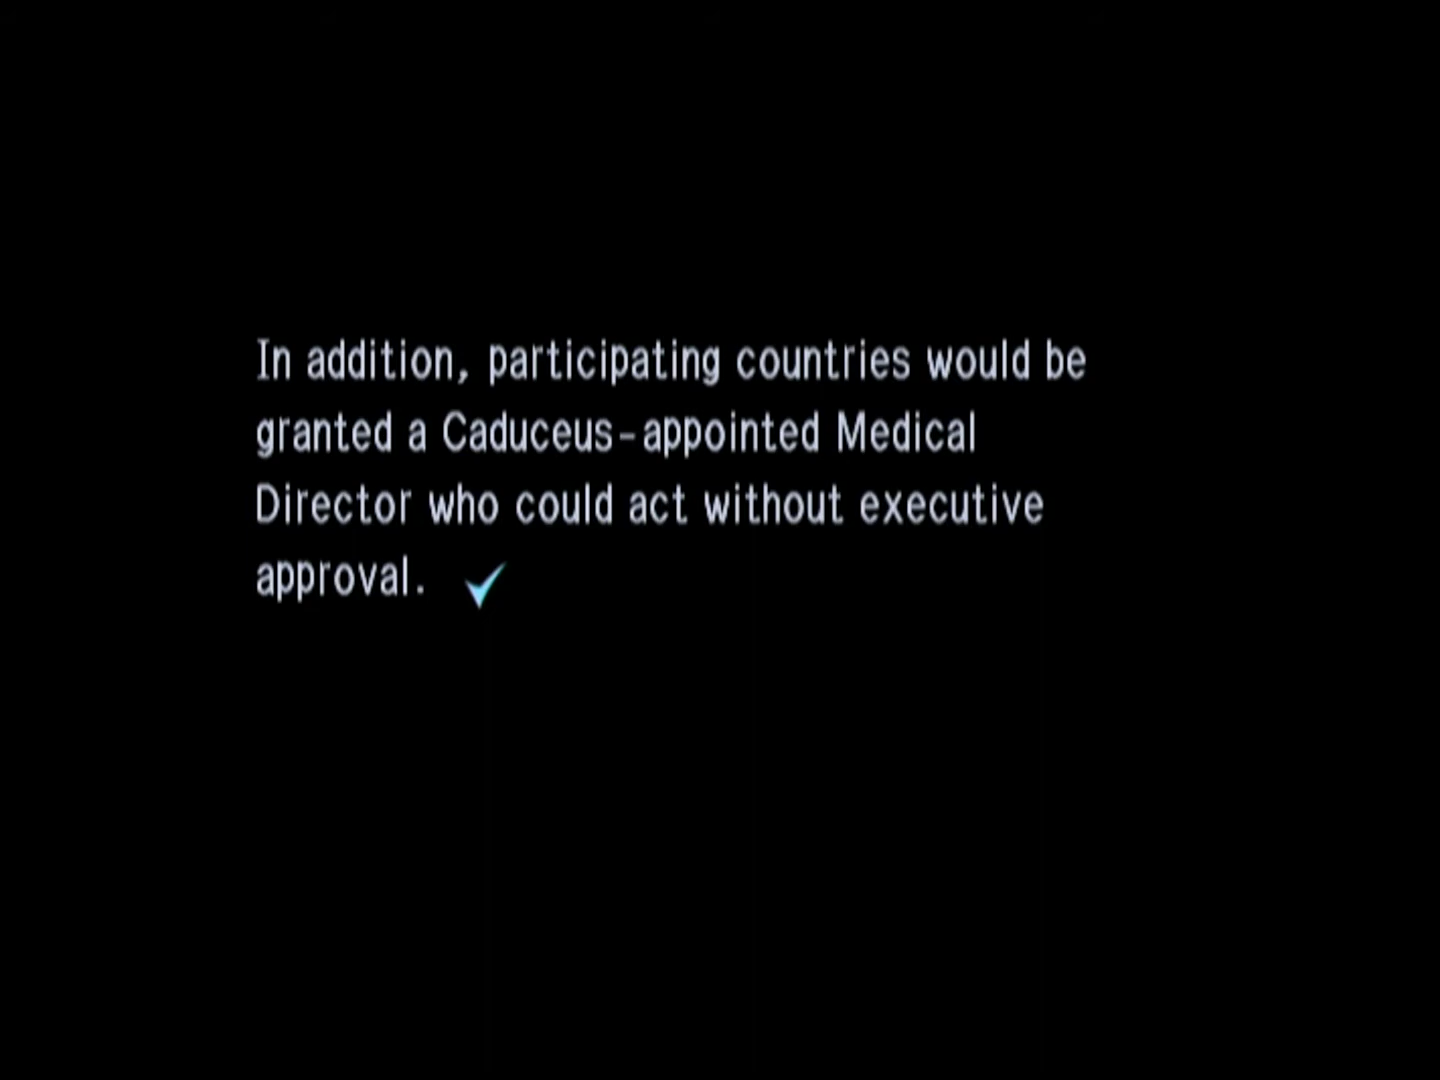 In addition, participating countries would be
granted a Caduceus-appointed Medical
Director who could act without executive
approval.